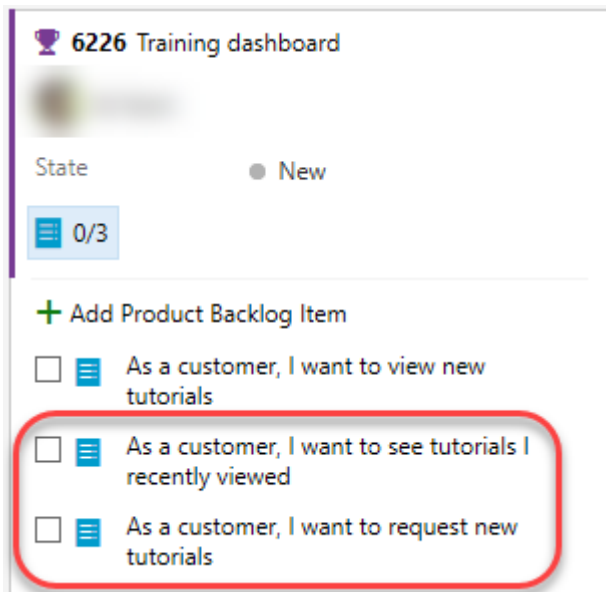 6226 Training dashboard
State New
0/3
Add Product Backlog Item
As a customer, I want to view new
tutorials
As a customer, I want to see tutorials I
recently viewed
As a customer, I want to request new
tutorials